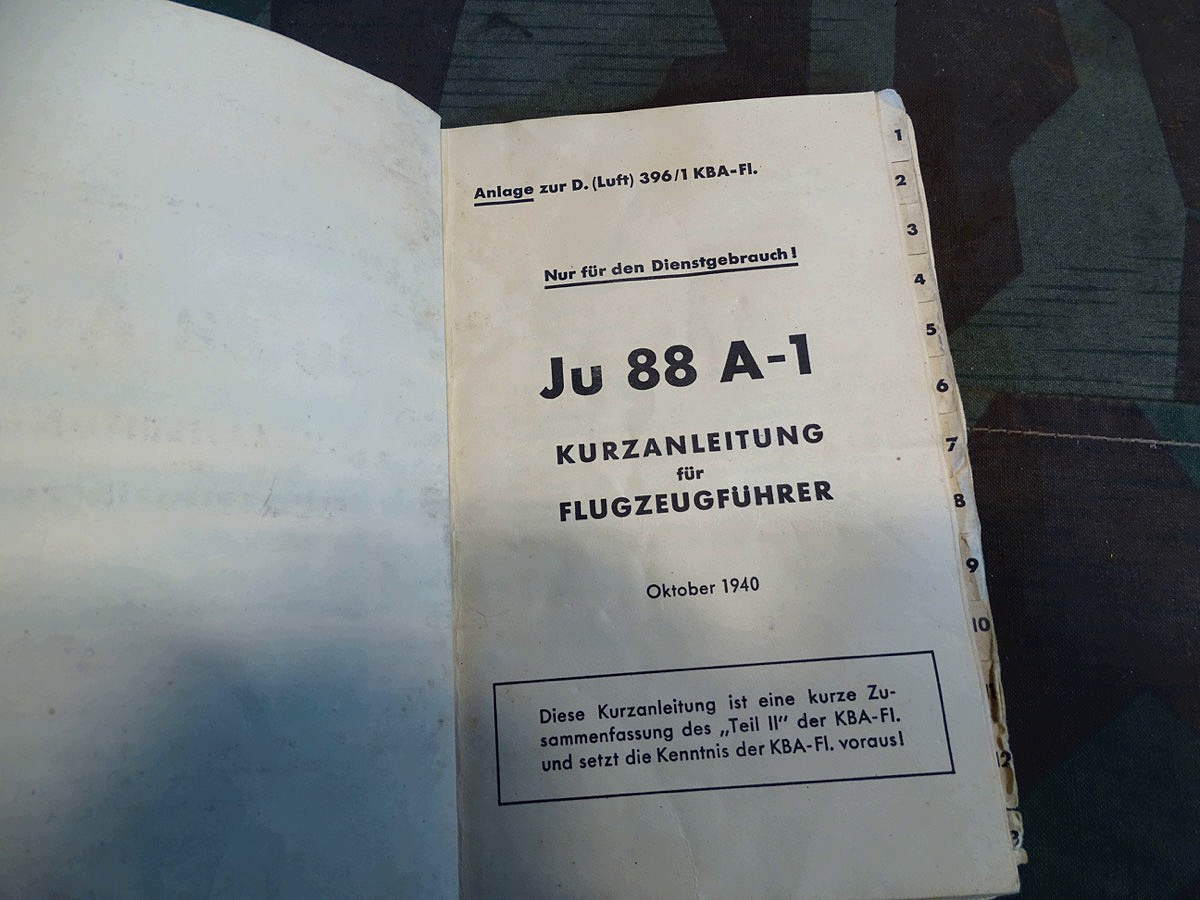 Anlage zur D. (Luft) 396/1 KBA-Fl.
Nur für den Dienstgebrauch!
Ju 88 A-1
KURZANLEITUNG
für
FLUGZEUGFÜHRER
Oktober 1940
Diese Kurzanleitung ist eine kurze Zu-
sammenfassung des „Teil II" der KBA-Fl.
und setzt die Kenntnis der KBA-Fl. voraus!
1
2
3
4
5
6
7
8
9
10